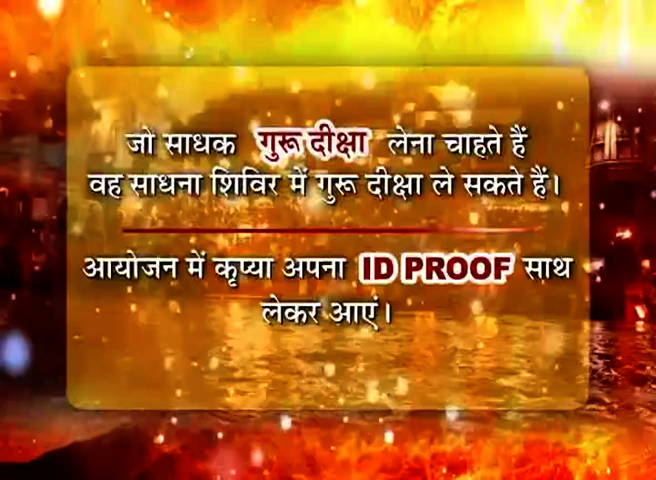 जो साधक गुरू दीक्षा लेना चाहते हैं
वह साधना शिविर में गुरू दीक्षा ले सकते हैं।
आयोजन में कृप्या अपना ID PROOF साथ
लेकर आएं।